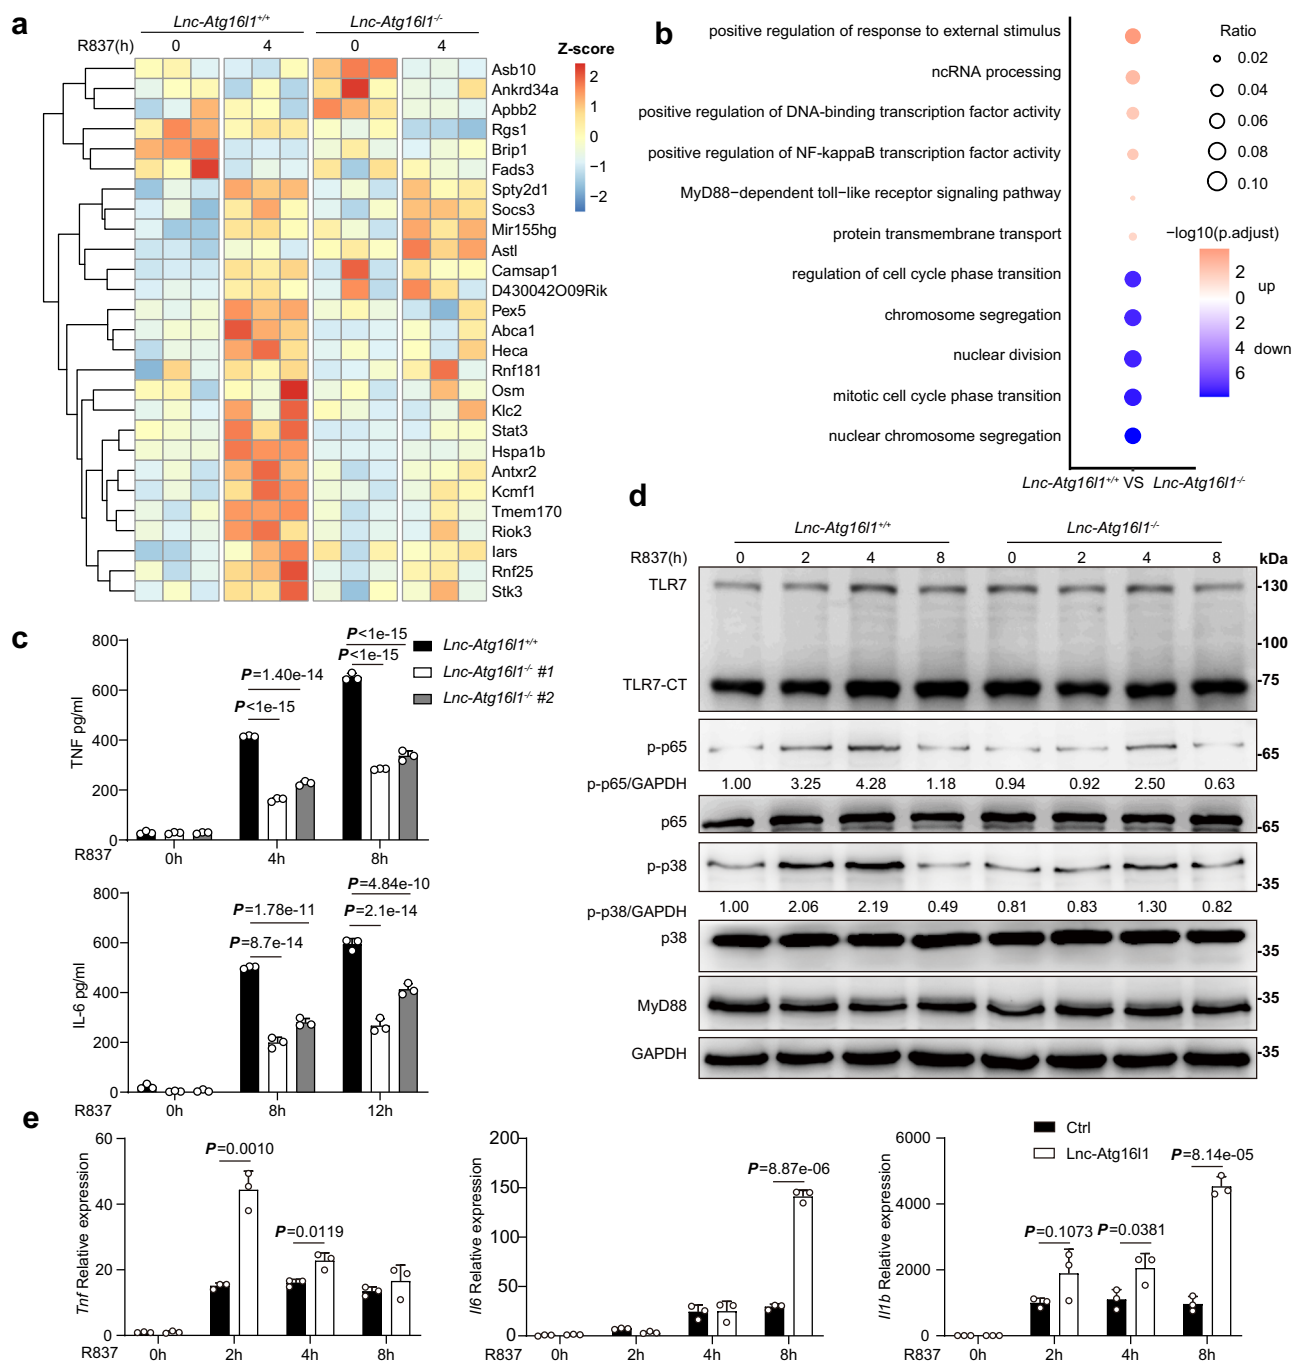 a
Lnc-Atg16l1+/+ Lnc-Atg16l1-/-
R837(h) 0 4 0 4
Z-score
2
1
0
−1
−2
Asb10
Ankrd34a
Apbb2
Rgs1
Brip1
Fads3
Spty2d1
Socs3
Mir155hg
Astl
Camsap1
D430042O09Rik
Pex5
Abca1
Heca
Rnf181
Osm
Klc2
Stat3
Hspa1b
Antxr2
Kcmf1
Tmem170
Riok3
Iars
Rnf25
Stk3
b
positive regulation of response to external stimulus
ncRNA processing
positive regulation of DNA-binding transcription factor activity
positive regulation of NF-kappaB transcription factor activity
MyD88−dependent toll−like receptor signaling pathway
protein transmembrane transport
regulation of cell cycle phase transition
chromosome segregation
nuclear division
mitotic cell cycle phase transition
nuclear chromosome segregation
Lnc-Atg16l1+/+ VS Lnc-Atg16l1-/-
Ratio
0.02
0.04
0.06
0.08
0.10
−log10(p.adjust)
2
0
2
4
6
up
down
c
TNF pg/ml
800
600
400
200
0
P<1e-15
P=1.40e-14
P<1e-15
P<1e-15
Lnc-Atg16l1+/+
Lnc-Atg16l1-/- #1
Lnc-Atg16l1-/- #2
R837 0h 4h 8h
IL-6 pg/ml
800
600
400
200
0
P=4.84e-10
P=1.78e-11
P=2.1e-14
P=8.7e-14
R837 0h 8h 12h
d
Lnc-Atg16l1+/+ Lnc-Atg16l1-/-
R837(h) 0 2 4 8 0 2 4 8 kDa
TLR7 -130
-100
TLR7-CT -75
p-p65 -65
p-p65/GAPDH 1.00 3.25 4.28 1.18 0.94 0.92 2.50 0.63
p65 -65
p-p38 -35
p-p38/GAPDH 1.00 2.06 2.19 0.49 0.81 0.83 1.30 0.82
p38 -35
MyD88 -35
GAPDH -35
e
Tnf Relative expression
60
40
20
0
P=0.0010
P=0.0119
R837 0h 2h 4h 8h
Il6 Relative expression
200
150
100
50
0
P=8.87e-06
R837 0h 2h 4h 8h
Il1b Relative expression
6000
4000
2000
0
Ctrl
Lnc-Atg16l1
P=8.14e-05
P=0.1073
P=0.0381
R837 0h 2h 4h 8h